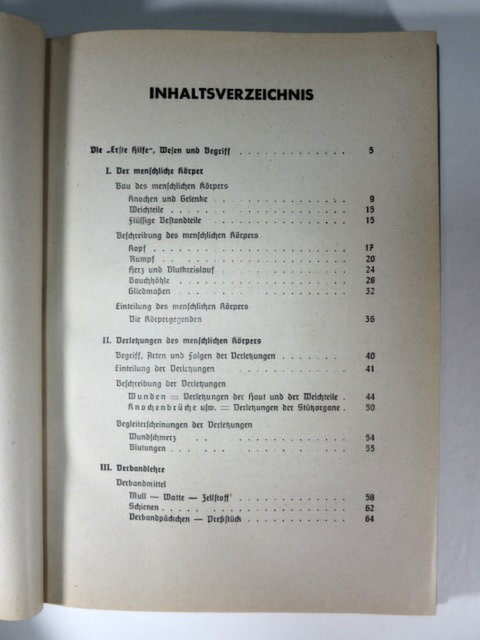 INHALTSVERZEICHNIS
Die „Erste Hilfe“, Wesen und Begriff . . . . . . . . . . . . 5
I. Der menschliche Körper
Bau des menschlichen Körpers
Knochen und Gelenke . . . . . . . . . . . . 9
Weichteile . . . . . . . . . . . . 15
Flüssige Bestandteile . . . . . . . . . . . . 15
Beschreibung des menschlichen Körpers
Kopf . . . . . . . . . . . . 17
Rumpf . . . . . . . . . . . . 20
Herz und Blutkreislauf . . . . . . . . . . . . 24
Bauchhöhle . . . . . . . . . . . . 26
Gliedmaßen . . . . . . . . . . . . 32
Einteilung des menschlichen Körpers
Die Körpergegenden 36
II. Verletzungen des menschlichen Körpers
Begriff, Arten und Folgen der Verletzungen . . . . . . . 40
Einteilung der Verletzungen . . . . . . . . . . . . 41
Beschreibung der Verletzungen
Wunden = Verletzungen der Haut und der Weichteile . 44
Knochenbrüche usw. = Verletzungen der Stützorgane . 50
Begleiterscheinungen der Verletzungen
Wundschmerz . . . . . . . . . . . . 54
Blutungen . . . . . . . . . . . . 55
III. Verbandlehre
Verbandmittel
Mull — Watte — Zellstoff . . . . . . . . . . . . 58
Schienen . . . . . . . . . . . . 62
Verbandpäckchen — Preßstück . . . . . . . . . . . . 64